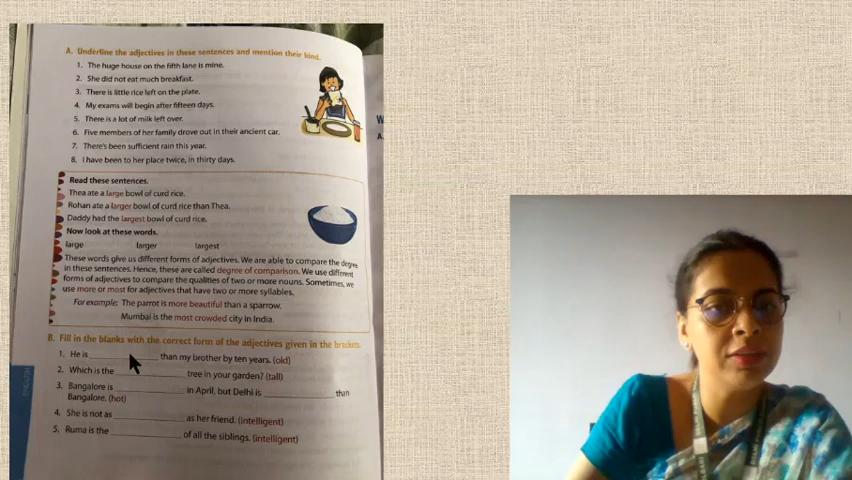 A. Underline the adjectives in these sentences and mention their kind.
1. The huge house on the fifth lane is mine.
2. She did not eat much breakfast.
3. There is little rice left on the plate.
4. My exams will begin after fifteen days.
5. There is a lot of milk left over.
6. Five members of her family drove out in their ancient car.
7. There's been sufficient rain this year.
8. I have been to her place twice, in thirty days.
Read these sentences.
Thea ate a large bowl of curd rice.
Rohan ate a larger bowl of curd rice than Thea.
Daddy had the largest bowl of curd rice.
Now look at these words.
large larger largest
These words give us different forms of adjectives. We are able to compare the degree
in these sentences. Hence, these are called degree of comparison. We use different
forms of adjectives to compare the qualities of two or more nouns. Sometimes, we
use more or most for adjectives that have two or more syllables.
For example: The parrot is more beautiful than a sparrow.
Mumbai is the most crowded city in India.
B. Fill in the blanks with the correct form of the adjectives given in the brackets.
1. He is ____________ than my brother by ten years. (old)
2. Which is the ____________ tree in your garden? (tall)
3. Bangalore is ____________ in April, but Delhi is ____________ than
Bangalore. (hot)
4. She is not as ____________ as her friend. (intelligent)
5. Ruma is the ____________ of all the siblings. (intelligent)
W
A.